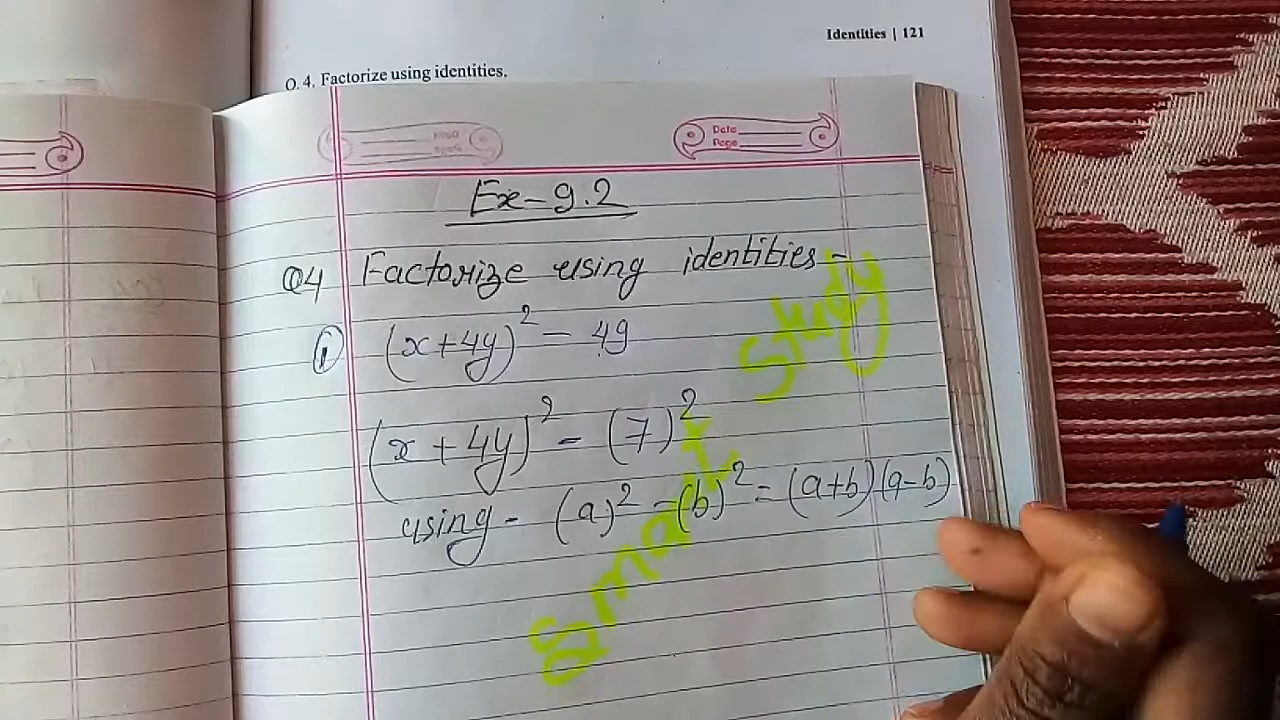 Identities | 121
Q. 4. Factorize using identities.
Date
Page
Ex-9.2
Q4 Factorize using identities-
(i) (x+4y)² - 49
(x + 4y)² - (7)²
using - (a)² - (b)² = (a+b)(a-b)
Smart Study